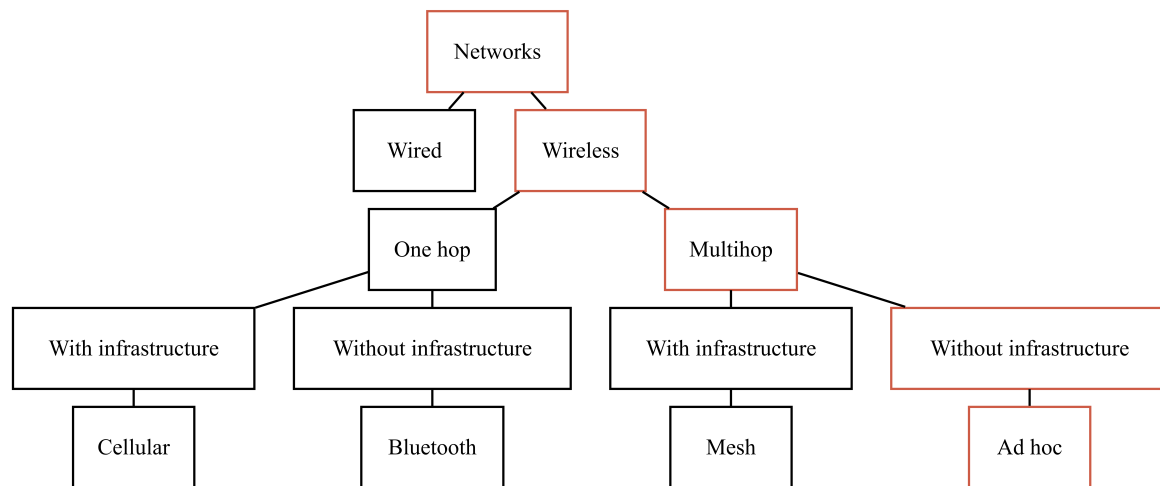 Networks
Wired
Wireless
One hop
Multihop
With infrastructure
Without infrastructure
With infrastructure
Without infrastructure
Cellular
Bluetooth
Mesh
Ad hoc